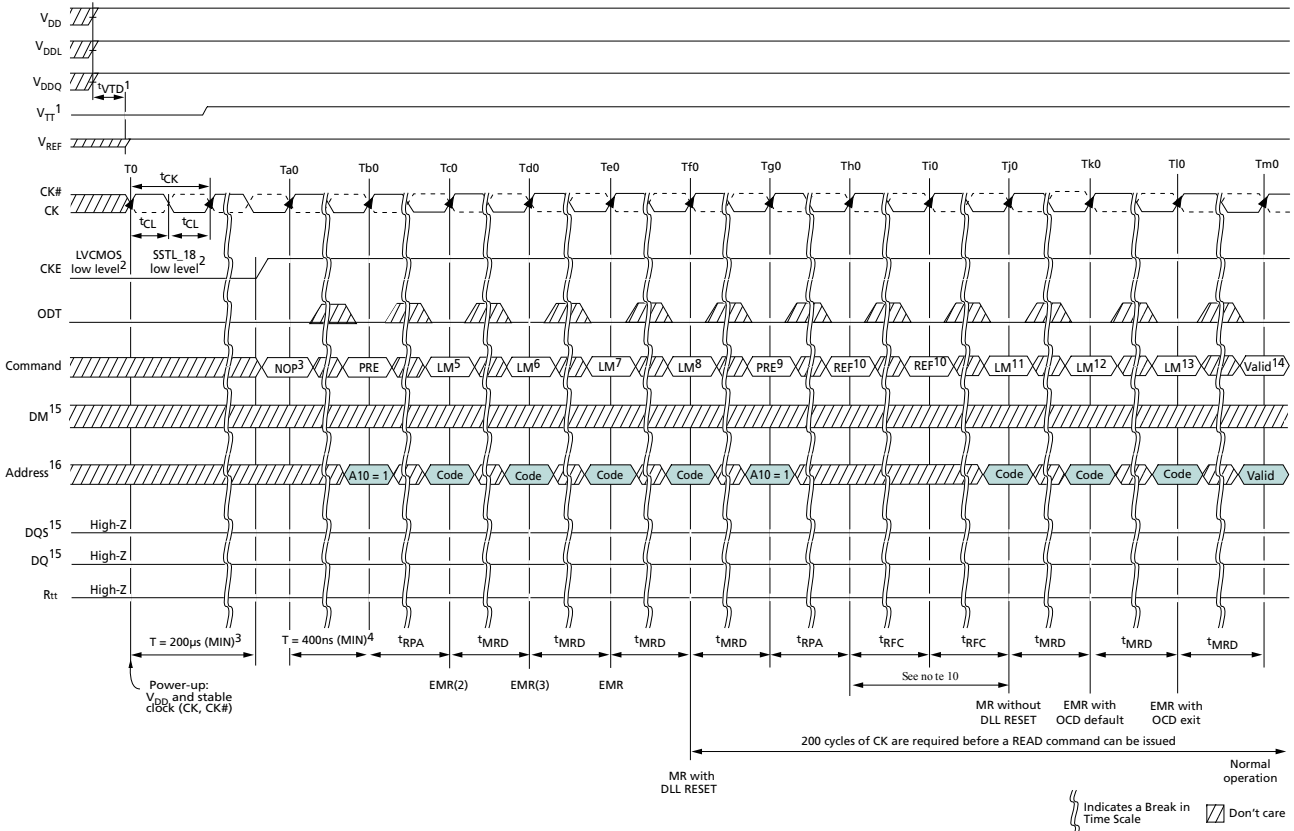 VDD
VDDL
VDDQ
tVTD1
VTT1
VREF
T0 Ta0 Tb0 Tc0 Td0 Te0 Tf0 Tg0 Th0 Ti0 Tj0 Tk0 Tl0 Tm0
tCK
CK#
CK
tCL tCL
LVCMOS
low level2
SSTL_18
low level2
CKE
ODT
Command NOP3 PRE LM5 LM6 LM7 LM8 PRE9 REF10 REF10 LM11 LM12 LM13 Valid14
DM15
Address16 A10 = 1 Code Code Code Code A10 = 1 Code Code Code Valid
DQS15 High-Z
DQ15 High-Z
Rtt High-Z
T = 200µs (MIN)3 T = 400ns (MIN)4 tRPA tMRD tMRD tMRD tMRD tRPA tRFC tRFC tMRD tMRD tMRD
See no te 10
Power-up:
VDD and stable
clock (CK, CK#)
EMR(2) EMR(3) EMR
MR without
DLL RESET
EMR with
OCD default
EMR with
OCD exit
200 cycles of CK are required before a READ command can be issued
MR with
DLL RESET
Normal
operation
Indicates a Break in
Time Scale
Don't care